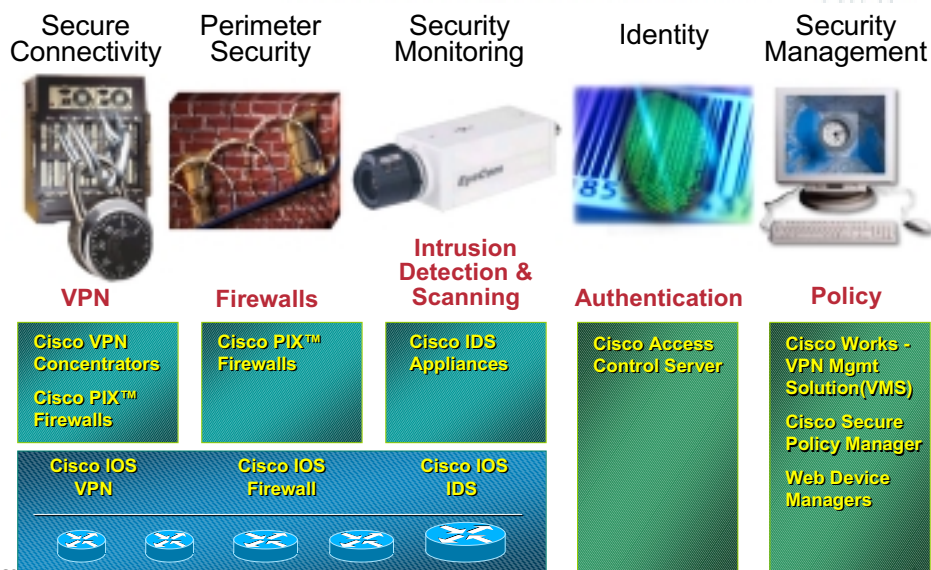 Secure
Connectivity
Perimeter
Security
Security
Monitoring
Identity
Security
Management
EyeCam
85
VPN
Firewalls
Intrusion
Detection &
Scanning
Authentication
Policy
Cisco VPN
Concentrators
Cisco PIX™
Firewalls
Cisco PIX™
Firewalls
Cisco IDS
Appliances
Cisco Access
Control Server
Cisco Works -
VPN Mgmt
Solution(VMS)
Cisco Secure
Policy Manager
Web Device
Managers
Cisco IOS
VPN
Cisco IOS
Firewall
Cisco IOS
IDS